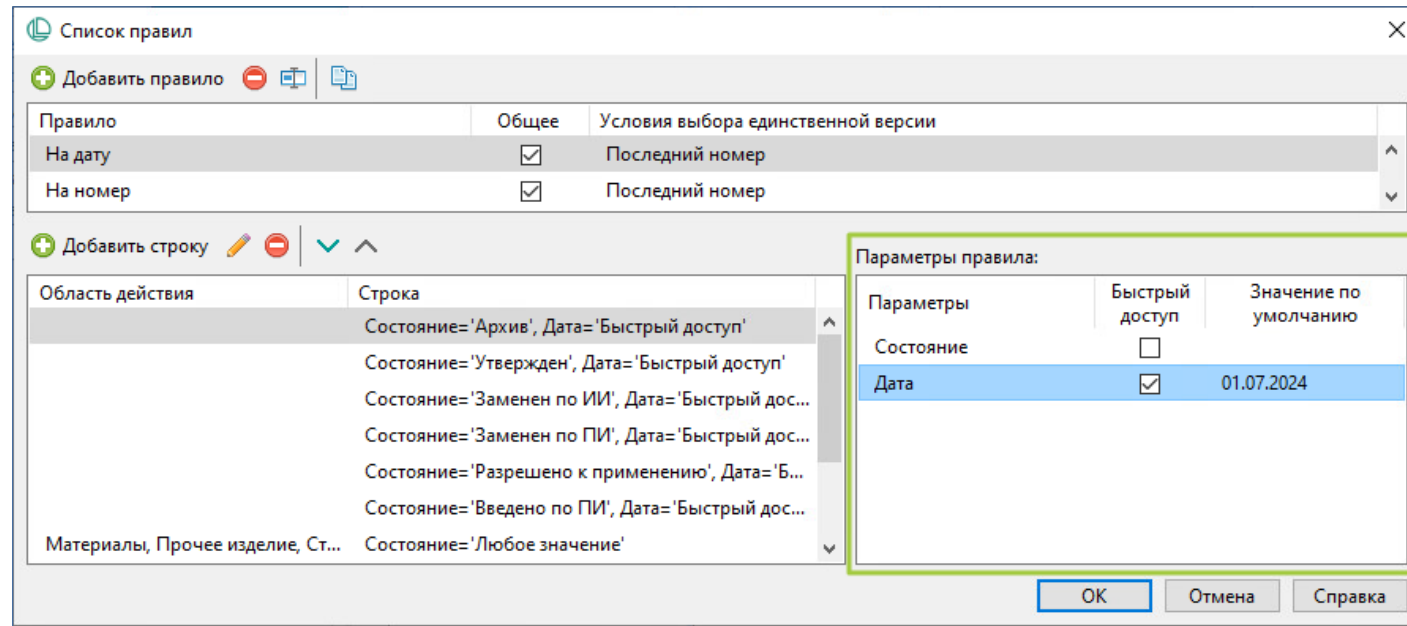 Список правил
Добавить правило
Правило Общее Условия выбора единственной версии
На дату Последний номер
На номер Последний номер
Добавить строку
Область действия Строка
Состояние='Архив', Дата='Быстрый доступ'
Состояние='Утвержден', Дата='Быстрый доступ'
Состояние='Заменен по ИИ', Дата='Быстрый дос...
Состояние='Заменен по ПИ', Дата='Быстрый дос...
Состояние='Разрешено к применению', Дата='Б...
Состояние='Введено по ПИ', Дата='Быстрый дос...
Материалы, Прочее изделие, Ст... Состояние='Любое значение'
Параметры правила:
Параметры Быстрый доступ Значение по умолчанию
Состояние
Дата 01.07.2024
ОК Отмена Справка